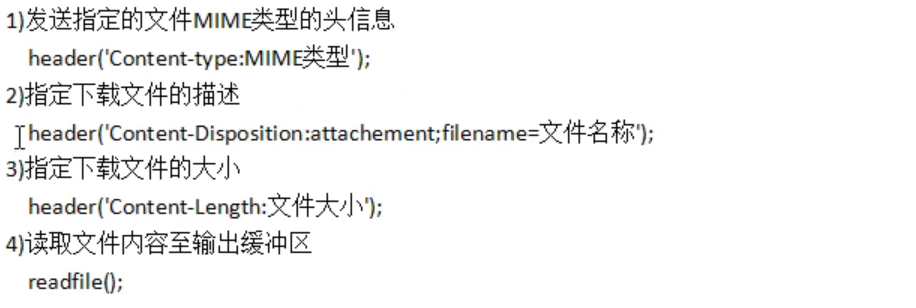 1)发送指定的文件MIME类型的头信息
header('Content-type:MIME类型');
2)指定下载文件的描述
header('Content-Disposition:attachement;filename=文件名称');
3)指定下载文件的大小
header('Content-Length:文件大小');
4)读取文件内容至输出缓冲区
readfile();